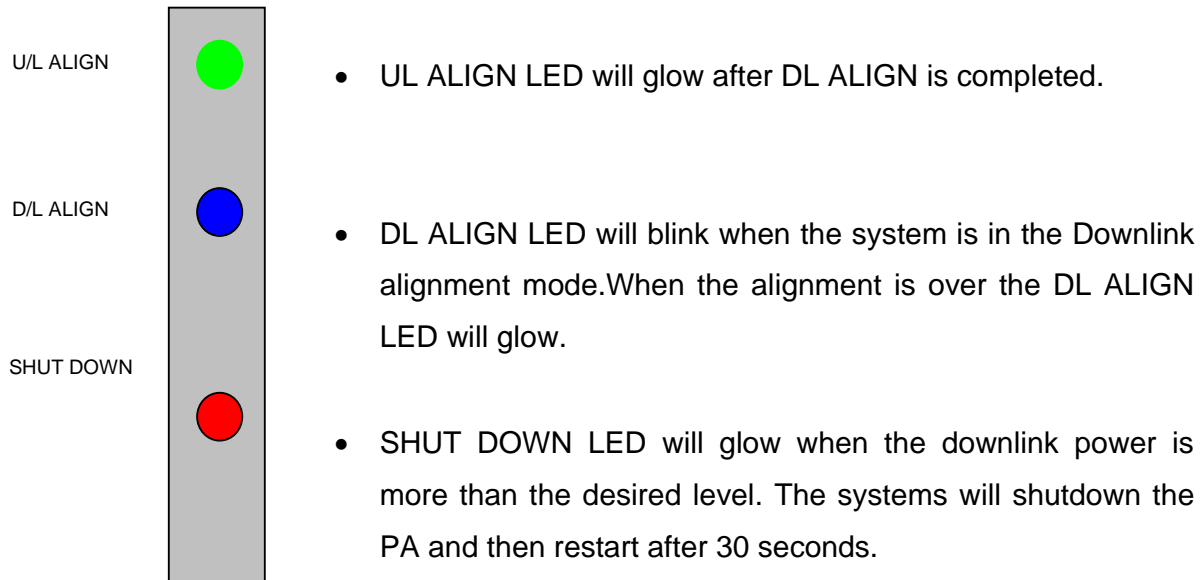 U/L ALIGN
• UL ALIGN LED will glow after DL ALIGN is completed.
D/L ALIGN
• DL ALIGN LED will blink when the system is in the Downlink
alignment mode.When the alignment is over the DL ALIGN
LED will glow.
SHUT DOWN
• SHUT DOWN LED will glow when the downlink power is
more than the desired level. The systems will shutdown the
PA and then restart after 30 seconds.